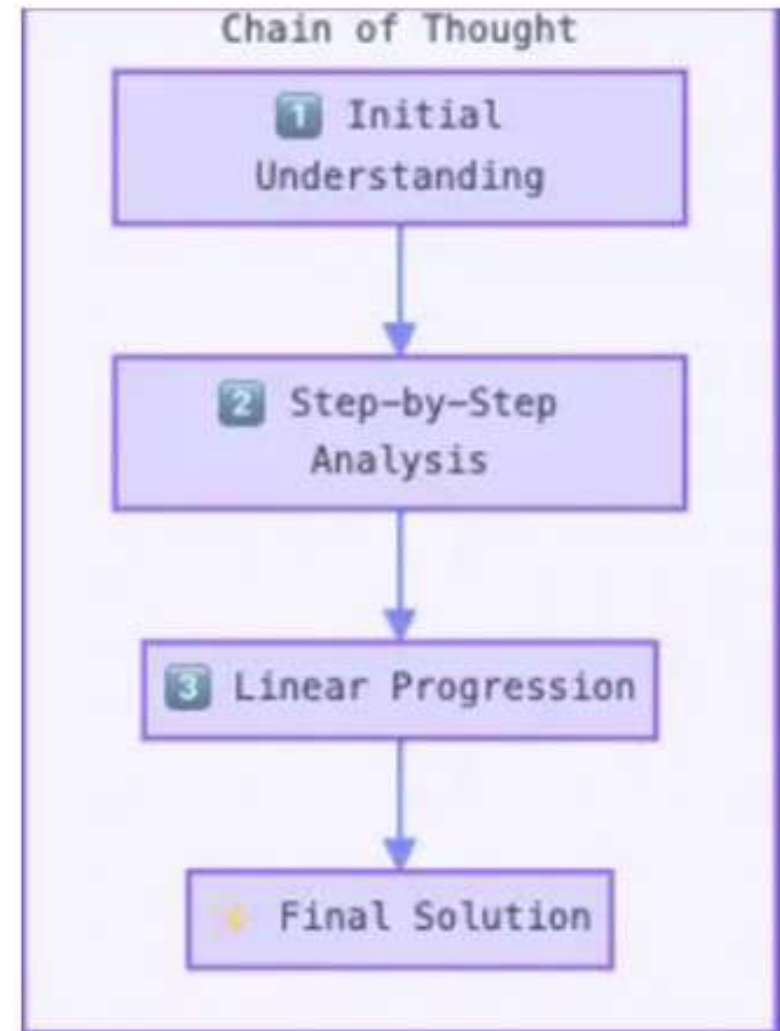 Chain of Thought
1️⃣ Initial
Understanding
2️⃣ Step-by-Step
Analysis
3️⃣ Linear Progression
✨ Final Solution